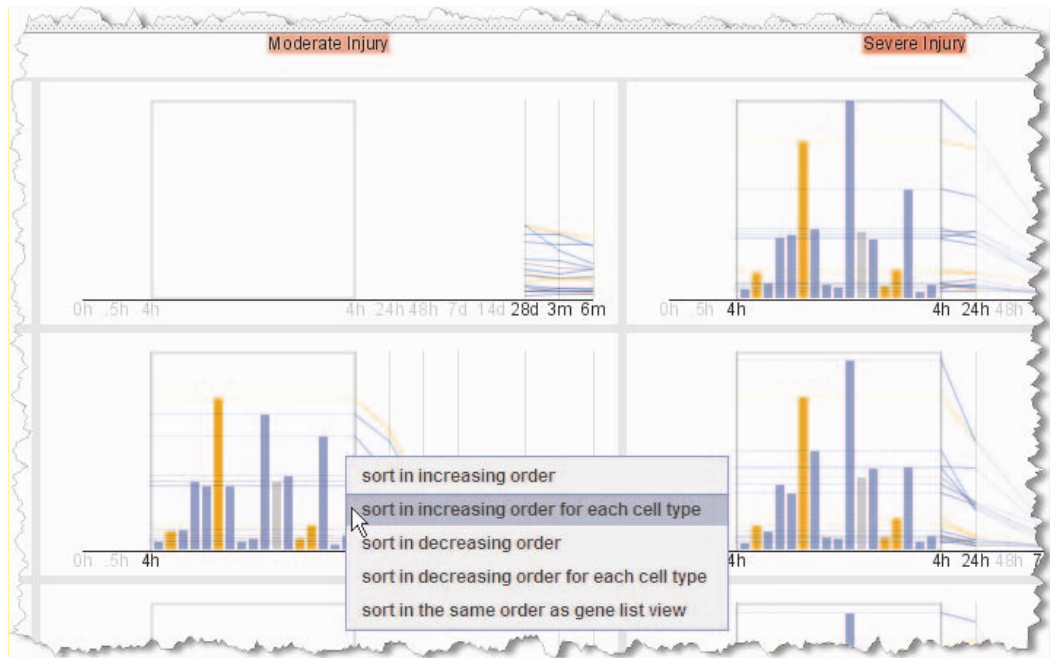 Moderate Injury Severe Injury
0h .5h 4h 4h 24h 48h 7d 14d 28d 3m 6m
0h .5h 4h 4h 24h 48h 7
sort in increasing order
sort in increasing order for each cell type
sort in decreasing order
sort in decreasing order for each cell type
sort in the same order as gene list view
0h .5h 4h
4h 24h 48h 7